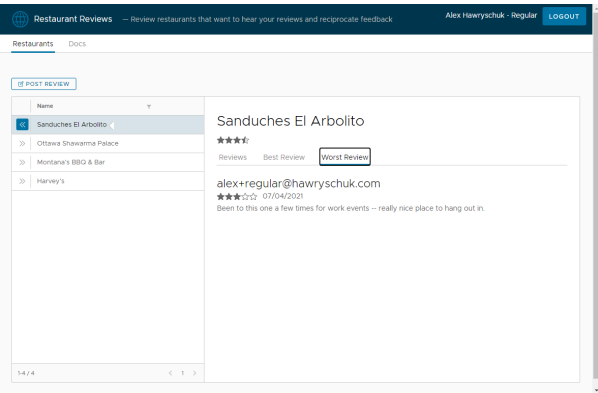 Restaurant Reviews — Review restaurants that want to hear your reviews and reciprocate feedback Alex Hawryschuk - Regular LOGOUT
Restaurants Docs
POST REVIEW
Name
Sanduches El Arbolito
Ottawa Shawarma Palace
Montana's BBQ & Bar
Harvey's
1-4 / 4 1
Sanduches El Arbolito
Reviews Best Review Worst Review
alex+regular@hawryschuk.com
07/04/2021
Been to this one a few times for work events -- really nice place to hang out in.